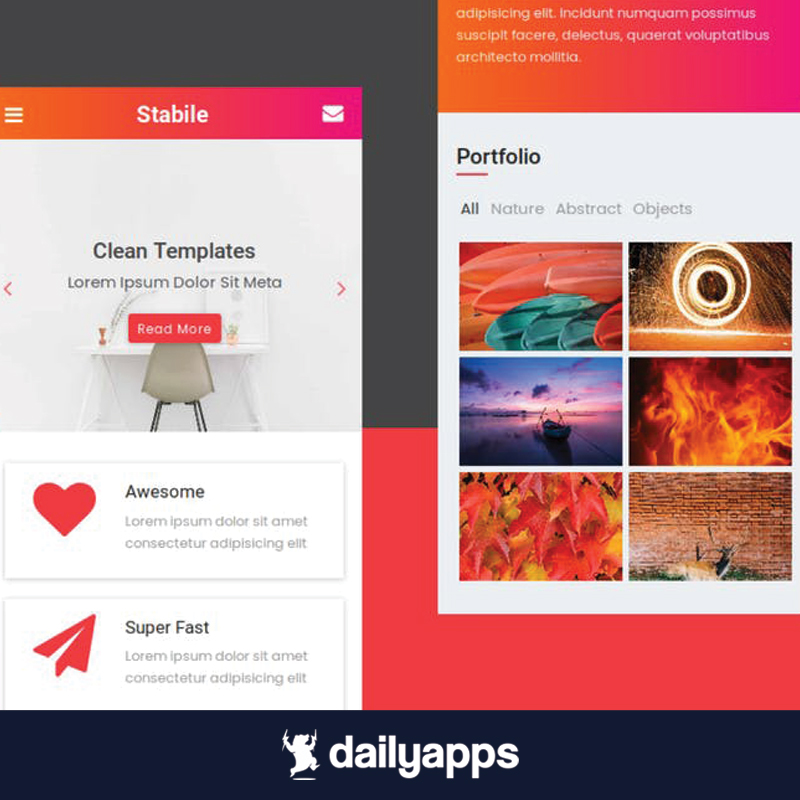 Stabile
Clean Templates
Lorem Ipsum Dolor Sit Meta
Read More
Awesome
Lorem ipsum dolor sit amet
consectetur adipisicing elit
Super Fast
Lorem ipsum dolor sit amet
consectetur adipisicing elit
adipisicing elit. Incidunt numquam possimus
suscipit facere, delectus, quaerat voluptatibus
architecto mollitia.
Portfolio
All Nature Abstract Objects
dailyapps